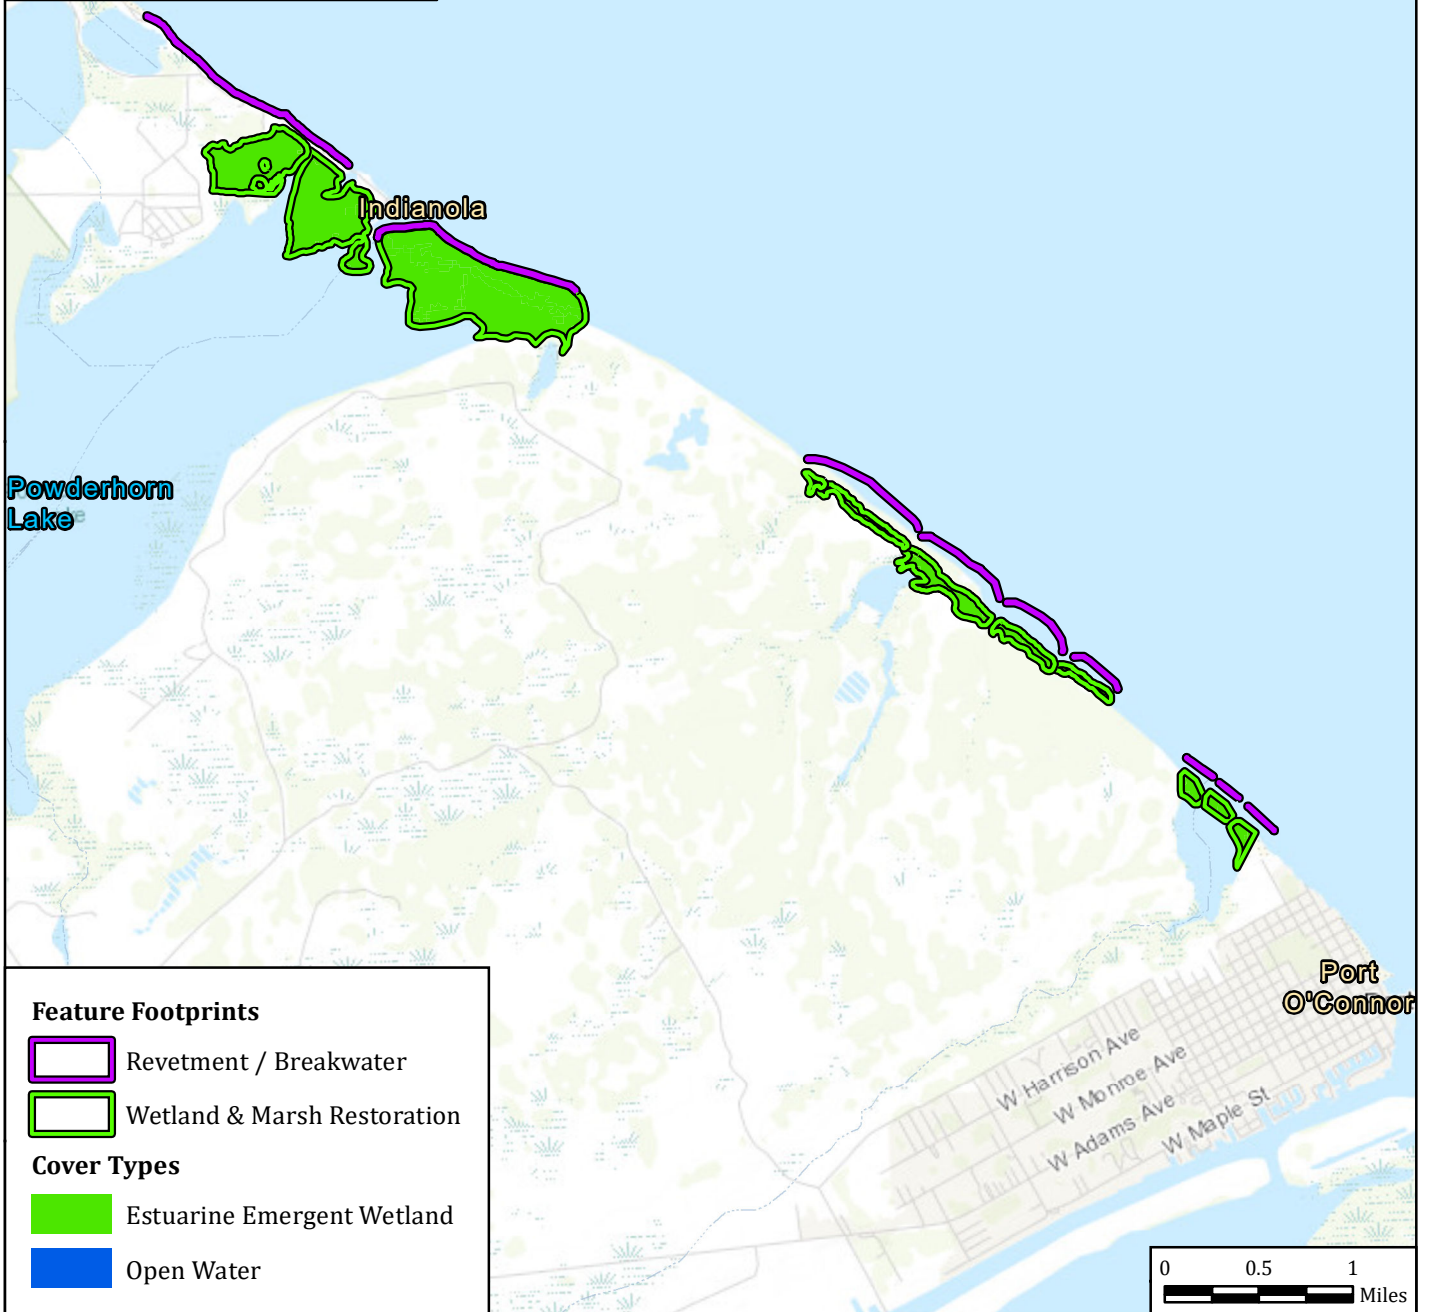 Indianola
Powderhorn
Lake
Port
O'Connor
W Harrison Ave
W Monroe Ave
W Adams Ave
W Maple St
Feature Footprints
Revetment / Breakwater
Wetland & Marsh Restoration
Cover Types
Estuarine Emergent Wetland
Open Water
0 0.5 1
Miles